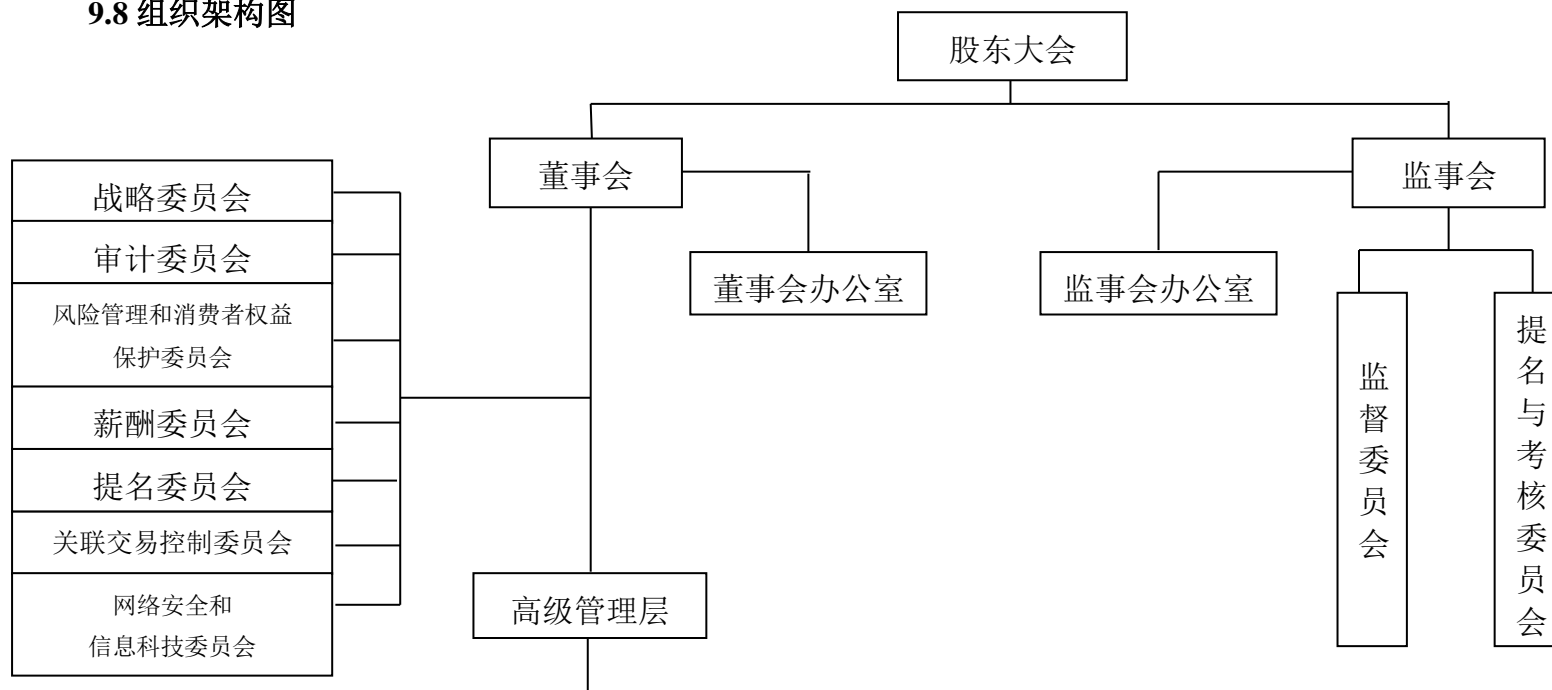 9.8 组织架构图
股东大会
董事会
监事会
董事会办公室
监事会办公室
战略委员会
审计委员会
风险管理和消费者权益
保护委员会
薪酬委员会
提名委员会
关联交易控制委员会
网络安全和
信息科技委员会
高级管理层
监督委员会
提名与考核委员会